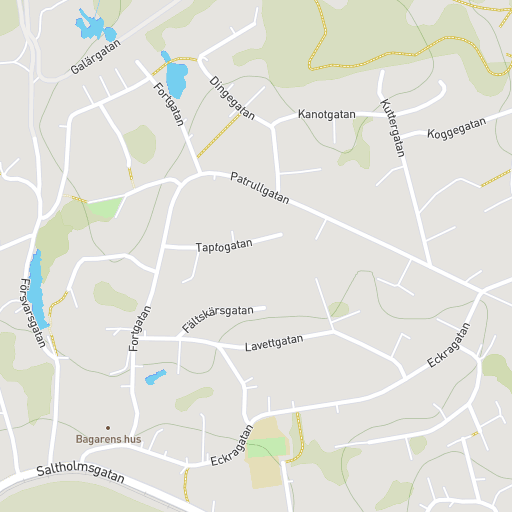 Galärgatan
Fortgatan
Dingegatan
Kanotgatan
Kuttergatan
Koggegatan
Patrullgatan
Taptogatan
Försvarsgatan
Fortgatan
Fältskärsgatan
Lavettgatan
Eckragatan
Bagarens hus
Eckragatan
Saltholmsgatan